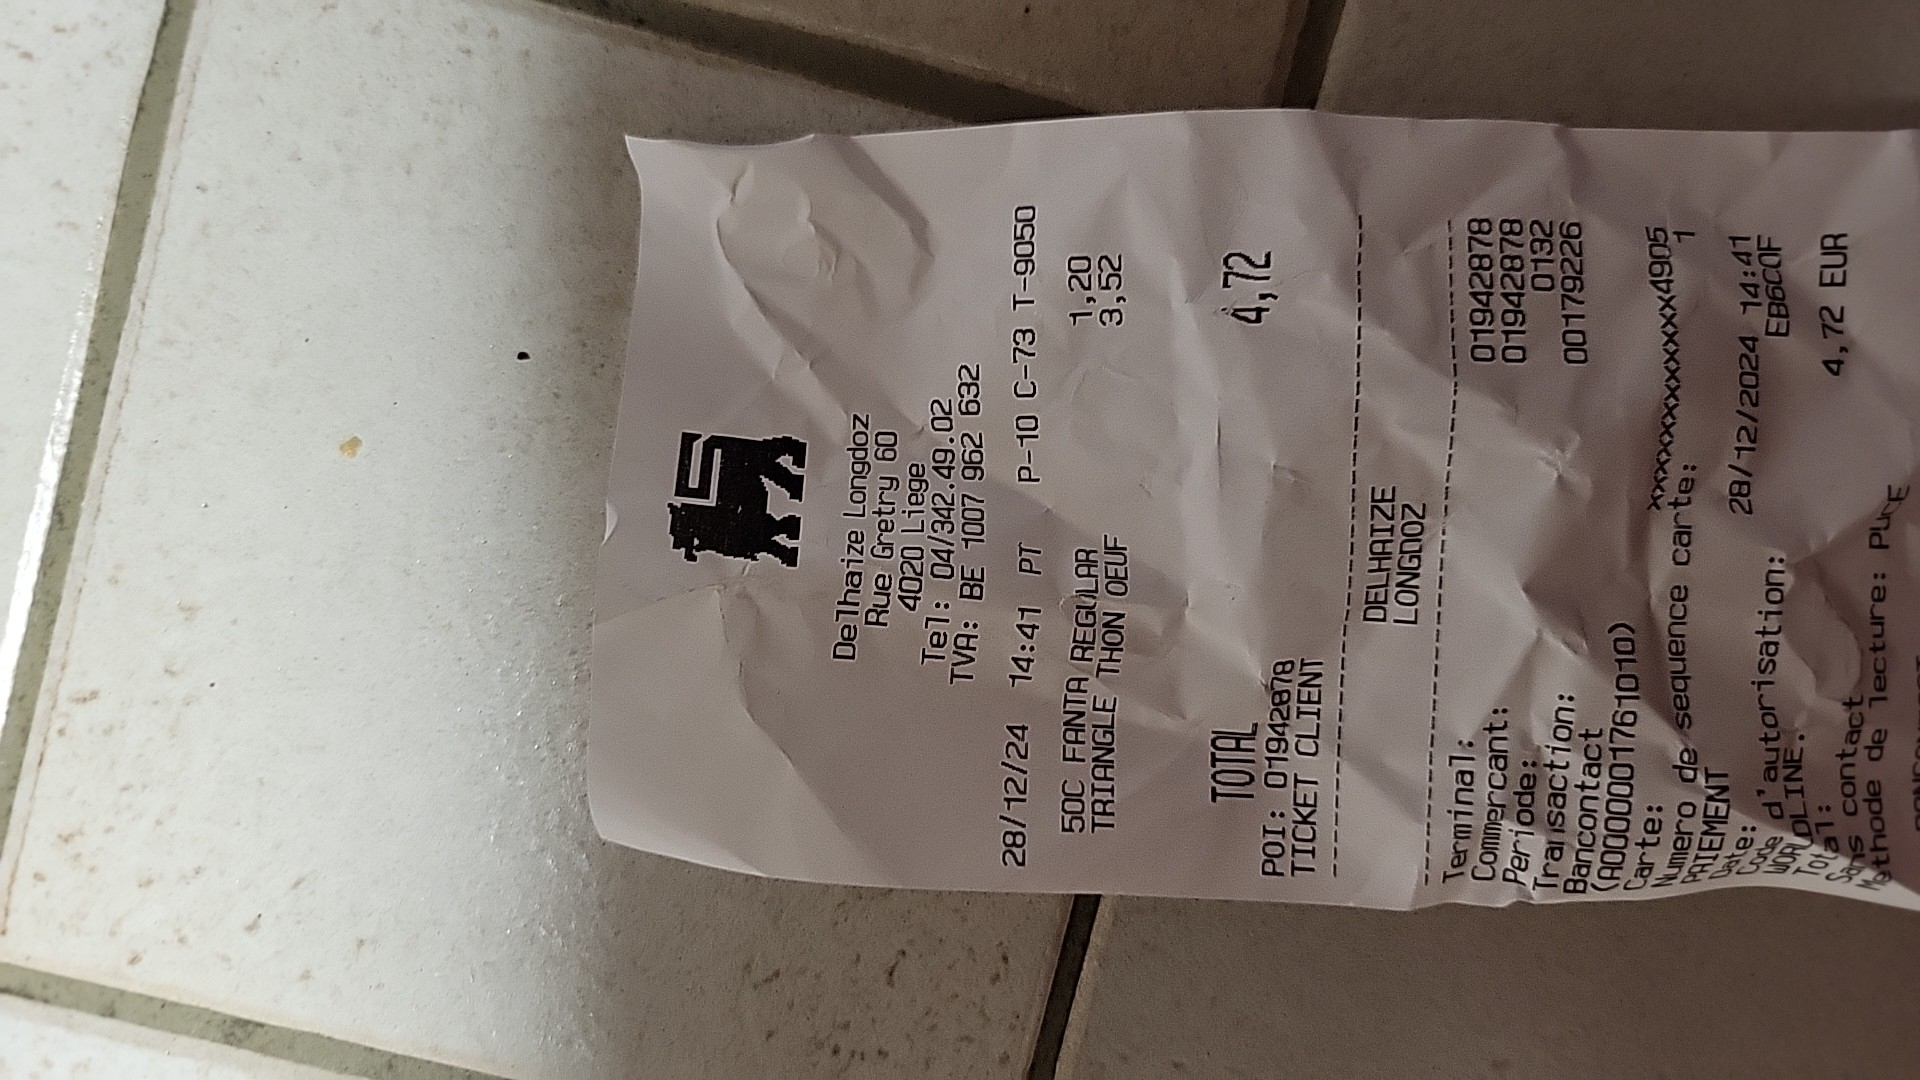 Delhaize Longdoz
Rue Gretry 60
4020 Liege
Tel: 04/342.49.02
TVA: BE 1007 962 632
28/12/24 14:41 PT P-10 C-73 T-9050
50C FANTA REGULAR 1,20
TRIANGLE THON OEUF 3,52
TOTAL 4,72
POI: 01942878
TICKET CLIENT
DELHAIZE
LONGDOZ
Terminal: 01942878
Commercant: 01942878
Periode: 0132
Transaction: 00179226
Bancontact
(A0000001761010)
Carte: xxxxxxxxxxxxxxx4905
Numero de sequence carte: 1
PAIEMENT
Date: 28/12/2024 14:41
Code d'autorisation: EB6C0F
WORLDLINE.
Total: 4,72 EUR
Sans contact
Methode de lecture: PUCE